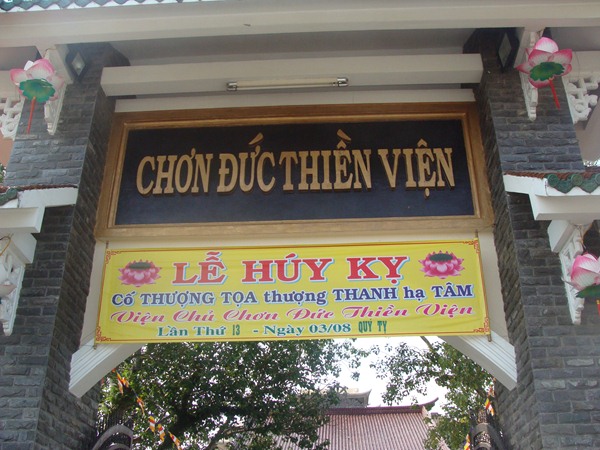 CHƠN ĐỨC THIỀN VIỆN
LỄ HÚY KỴ
Cố THƯỢNG TỌA thượng THANH hạ TÂM
Viện Chủ Chơn Đức Thiền Viện
Lần Thứ 13 - Ngày 03/08 QUÝ TỴ